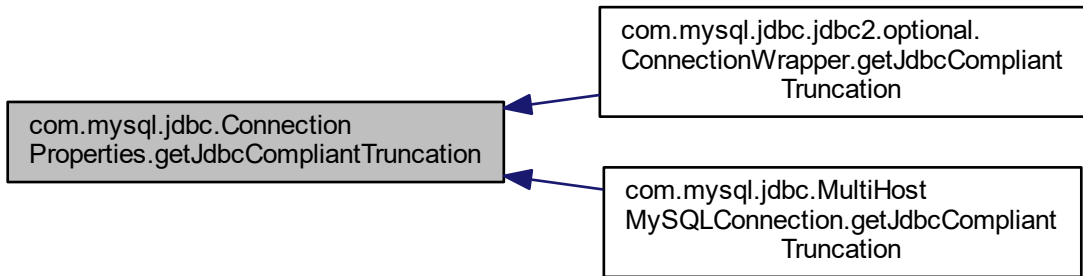 com.mysql.jdbc.Connection
Properties.getJdbcCompliantTruncation
com.mysql.jdbc.jdbc2.optional.
ConnectionWrapper.getJdbcCompliant
Truncation
com.mysql.jdbc.MultiHost
MySQLConnection.getJdbcCompliant
Truncation